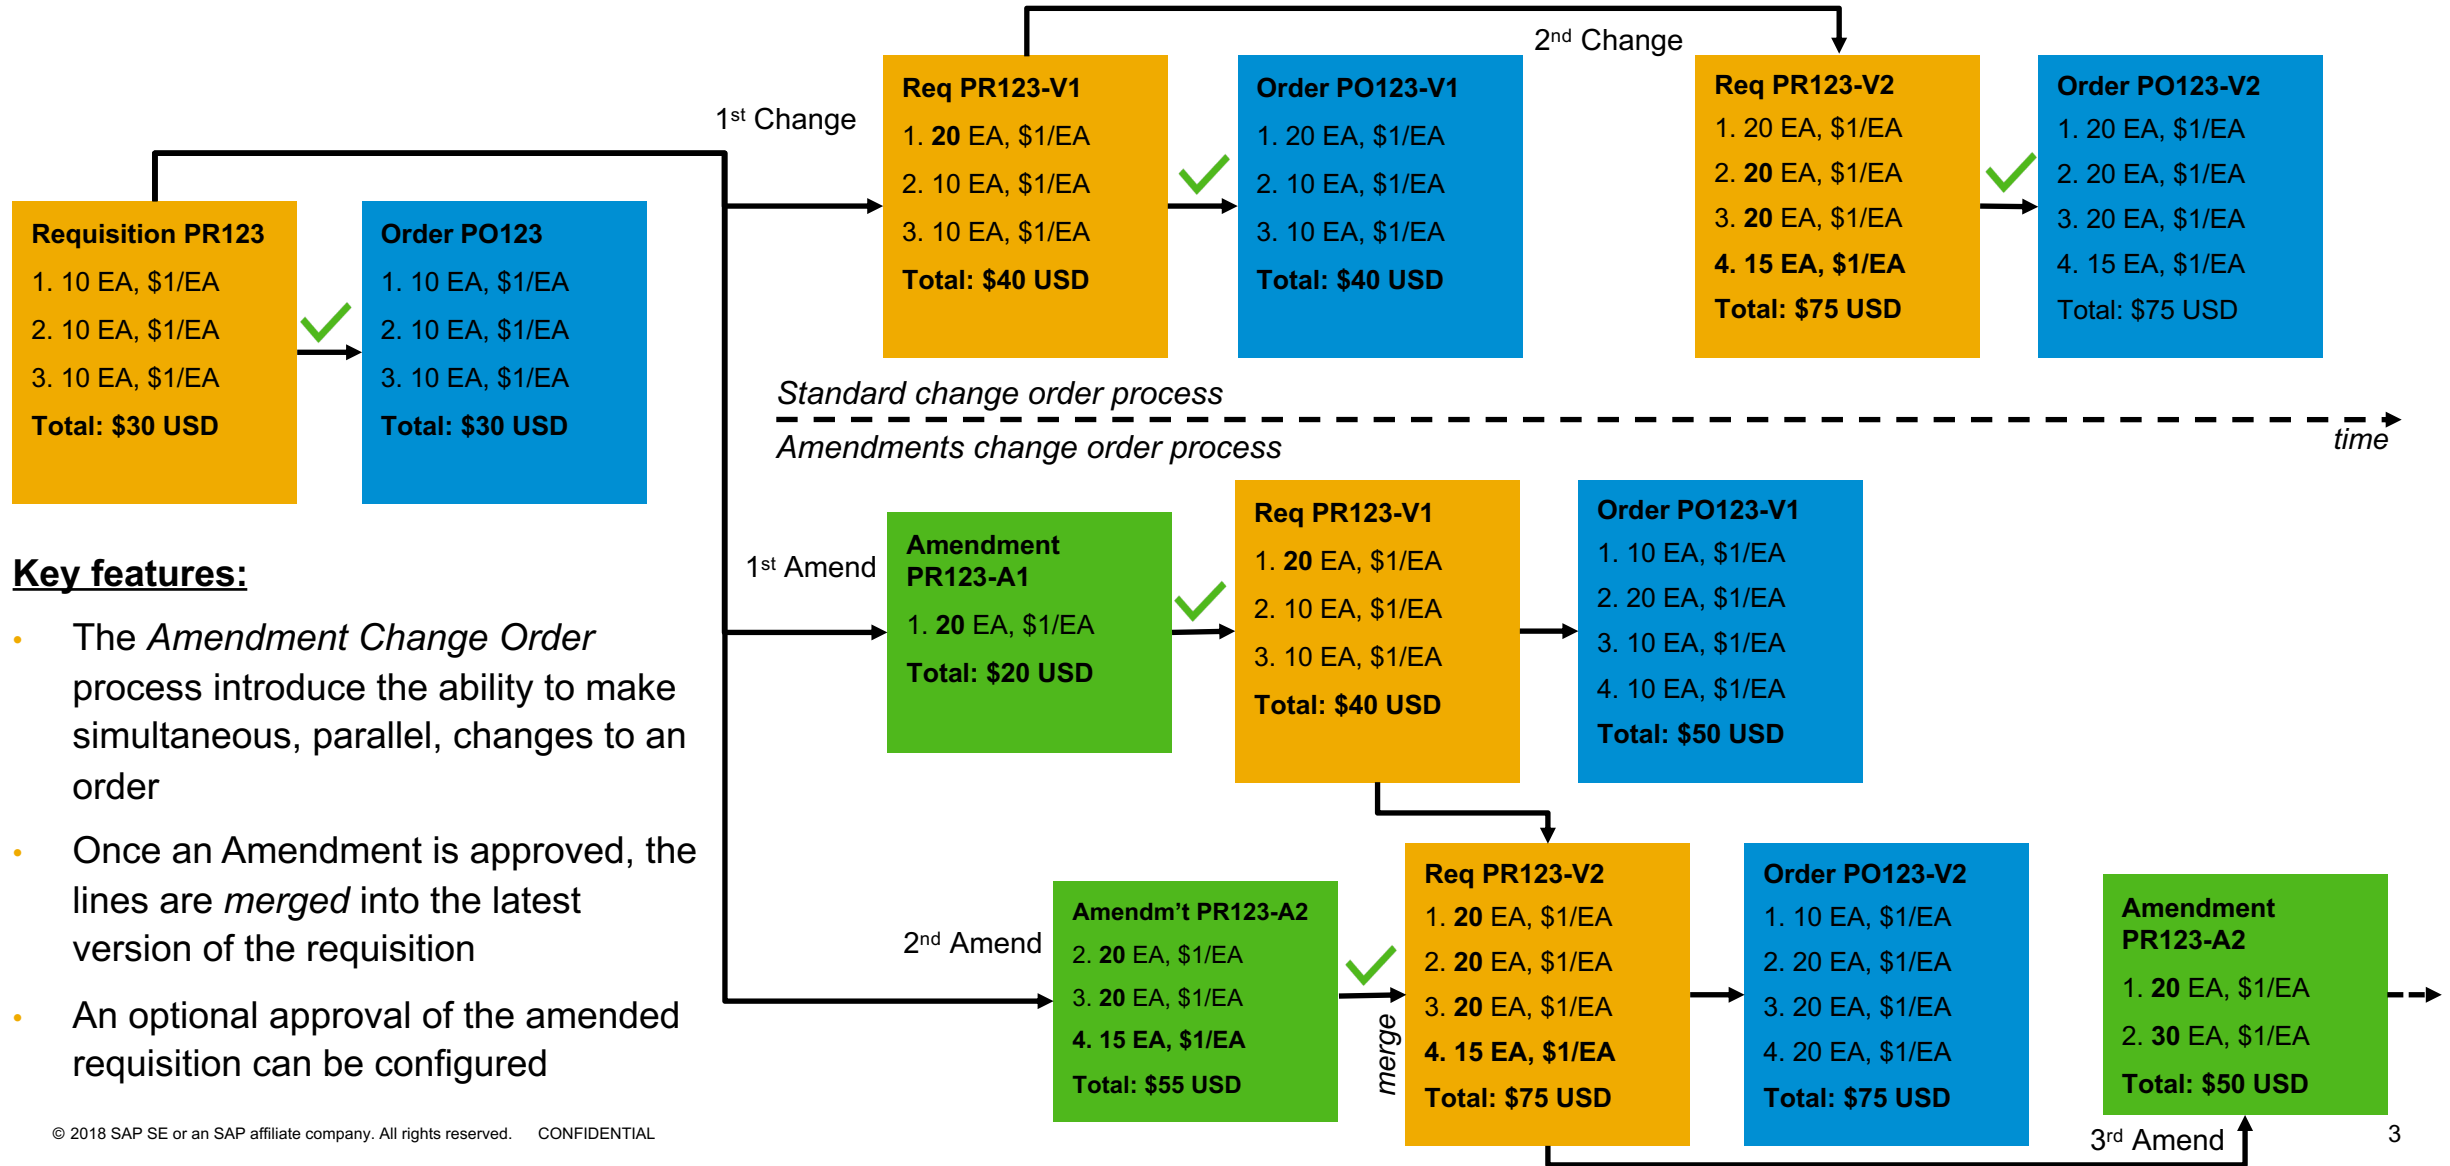 2nd Change
1st Change
Requisition PR123
1. 10 EA, $1/EA
2. 10 EA, $1/EA
3. 10 EA, $1/EA
Total: $30 USD
Order PO123
1. 10 EA, $1/EA
2. 10 EA, $1/EA
3. 10 EA, $1/EA
Total: $30 USD
Req PR123-V1
1. 20 EA, $1/EA
2. 10 EA, $1/EA
3. 10 EA, $1/EA
Total: $40 USD
Order PO123-V1
1. 20 EA, $1/EA
2. 10 EA, $1/EA
3. 10 EA, $1/EA
Total: $40 USD
Req PR123-V2
1. 20 EA, $1/EA
2. 20 EA, $1/EA
3. 20 EA, $1/EA
4. 15 EA, $1/EA
Total: $75 USD
Order PO123-V2
1. 20 EA, $1/EA
2. 20 EA, $1/EA
3. 20 EA, $1/EA
4. 15 EA, $1/EA
Total: $75 USD
Standard change order process
time
Amendments change order process
Key features:
• The Amendment Change Order
process introduce the ability to make
simultaneous, parallel, changes to an
order
• Once an Amendment is approved, the
lines are merged into the latest
version of the requisition
• An optional approval of the amended
requisition can be configured
1st Amend
Amendment
PR123-A1
1. 20 EA, $1/EA
Total: $20 USD
Req PR123-V1
1. 20 EA, $1/EA
2. 10 EA, $1/EA
3. 10 EA, $1/EA
Total: $40 USD
Order PO123-V1
1. 10 EA, $1/EA
2. 20 EA, $1/EA
3. 10 EA, $1/EA
4. 10 EA, $1/EA
Total: $50 USD
2nd Amend
Amendm't PR123-A2
2. 20 EA, $1/EA
3. 20 EA, $1/EA
4. 15 EA, $1/EA
Total: $55 USD
merge
Req PR123-V2
1. 20 EA, $1/EA
2. 20 EA, $1/EA
3. 20 EA, $1/EA
4. 15 EA, $1/EA
Total: $75 USD
Order PO123-V2
1. 10 EA, $1/EA
2. 20 EA, $1/EA
3. 20 EA, $1/EA
4. 20 EA, $1/EA
Total: $75 USD
Amendment
PR123-A2
1. 20 EA, $1/EA
2. 30 EA, $1/EA
Total: $50 USD
3rd Amend
© 2018 SAP SE or an SAP affiliate company. All rights reserved. CONFIDENTIAL
3